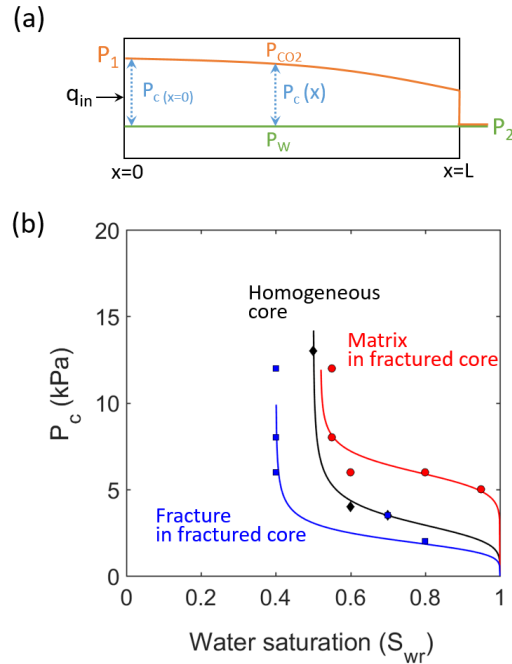 (a)
P1
PCO2
Pc (x=0)
Pc(x)
qin
PW
P2
x=0
x=L
(b)
20
15
10
5
0
Pc (kPa)
Homogeneous
core
Matrix
in fractured core
Fracture
in fractured core
0
0.2
0.4
0.6
0.8
1
Water saturation (Swr)